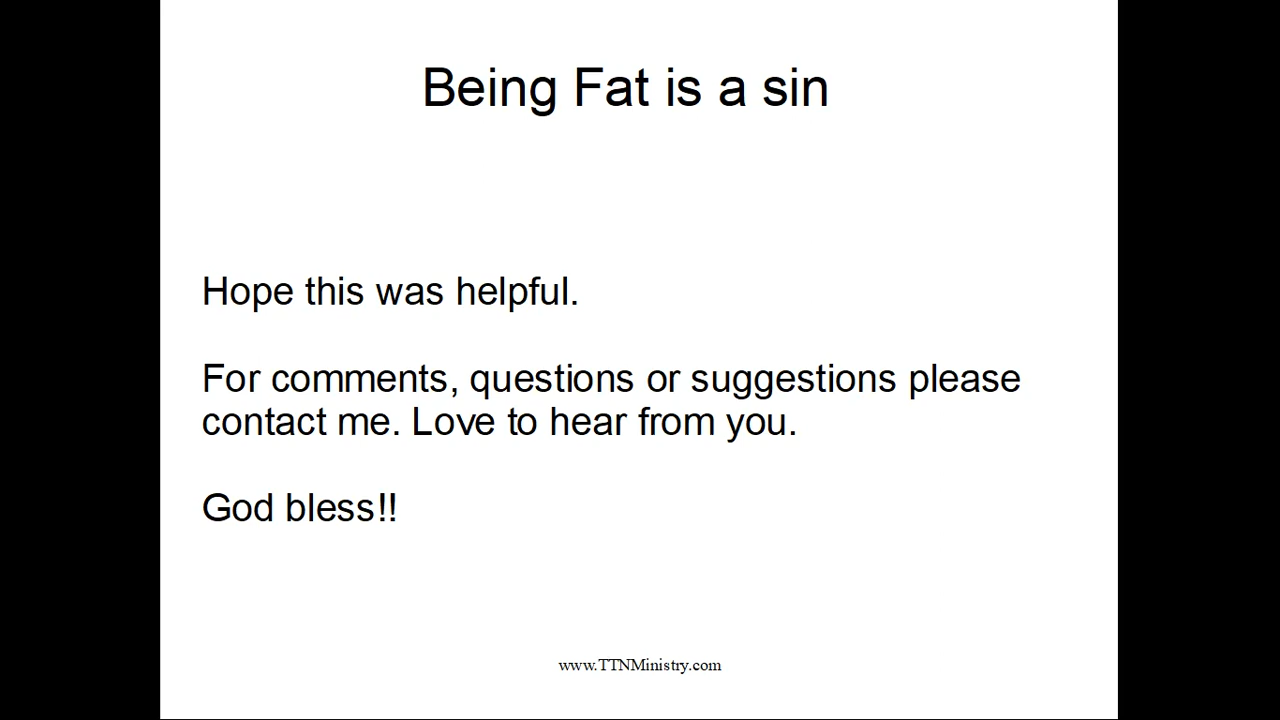 Being Fat is a sin
Hope this was helpful.
For comments, questions or suggestions please
contact me. Love to hear from you.
God bless!!
www.TTNMinistry.com